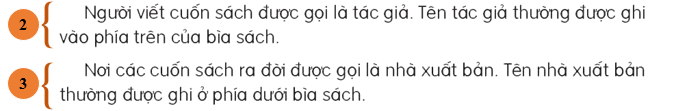 2 Người viết cuốn sách được gọi là tác giả. Tên tác giả thường được ghi
vào phía trên của bìa sách.
3 Nơi các cuốn sách ra đời được gọi là nhà xuất bản. Tên nhà xuất bản
thường được ghi ở phía dưới bìa sách.